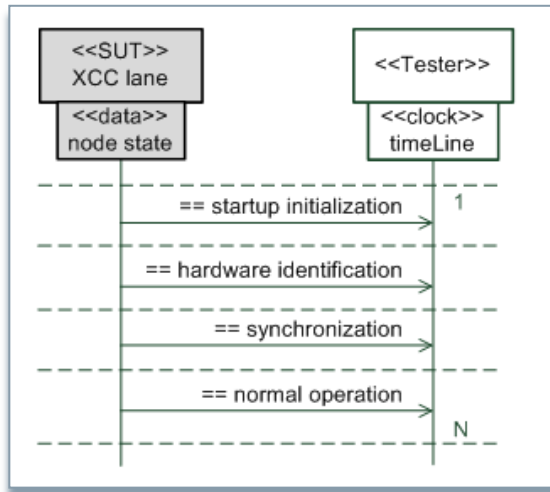 <<SUT>>
XCC lane
<<Tester>>
<<data>>
node state
<<clock>>
timeLine
== startup initialization
1
== hardware identification
== synchronization
== normal operation
N